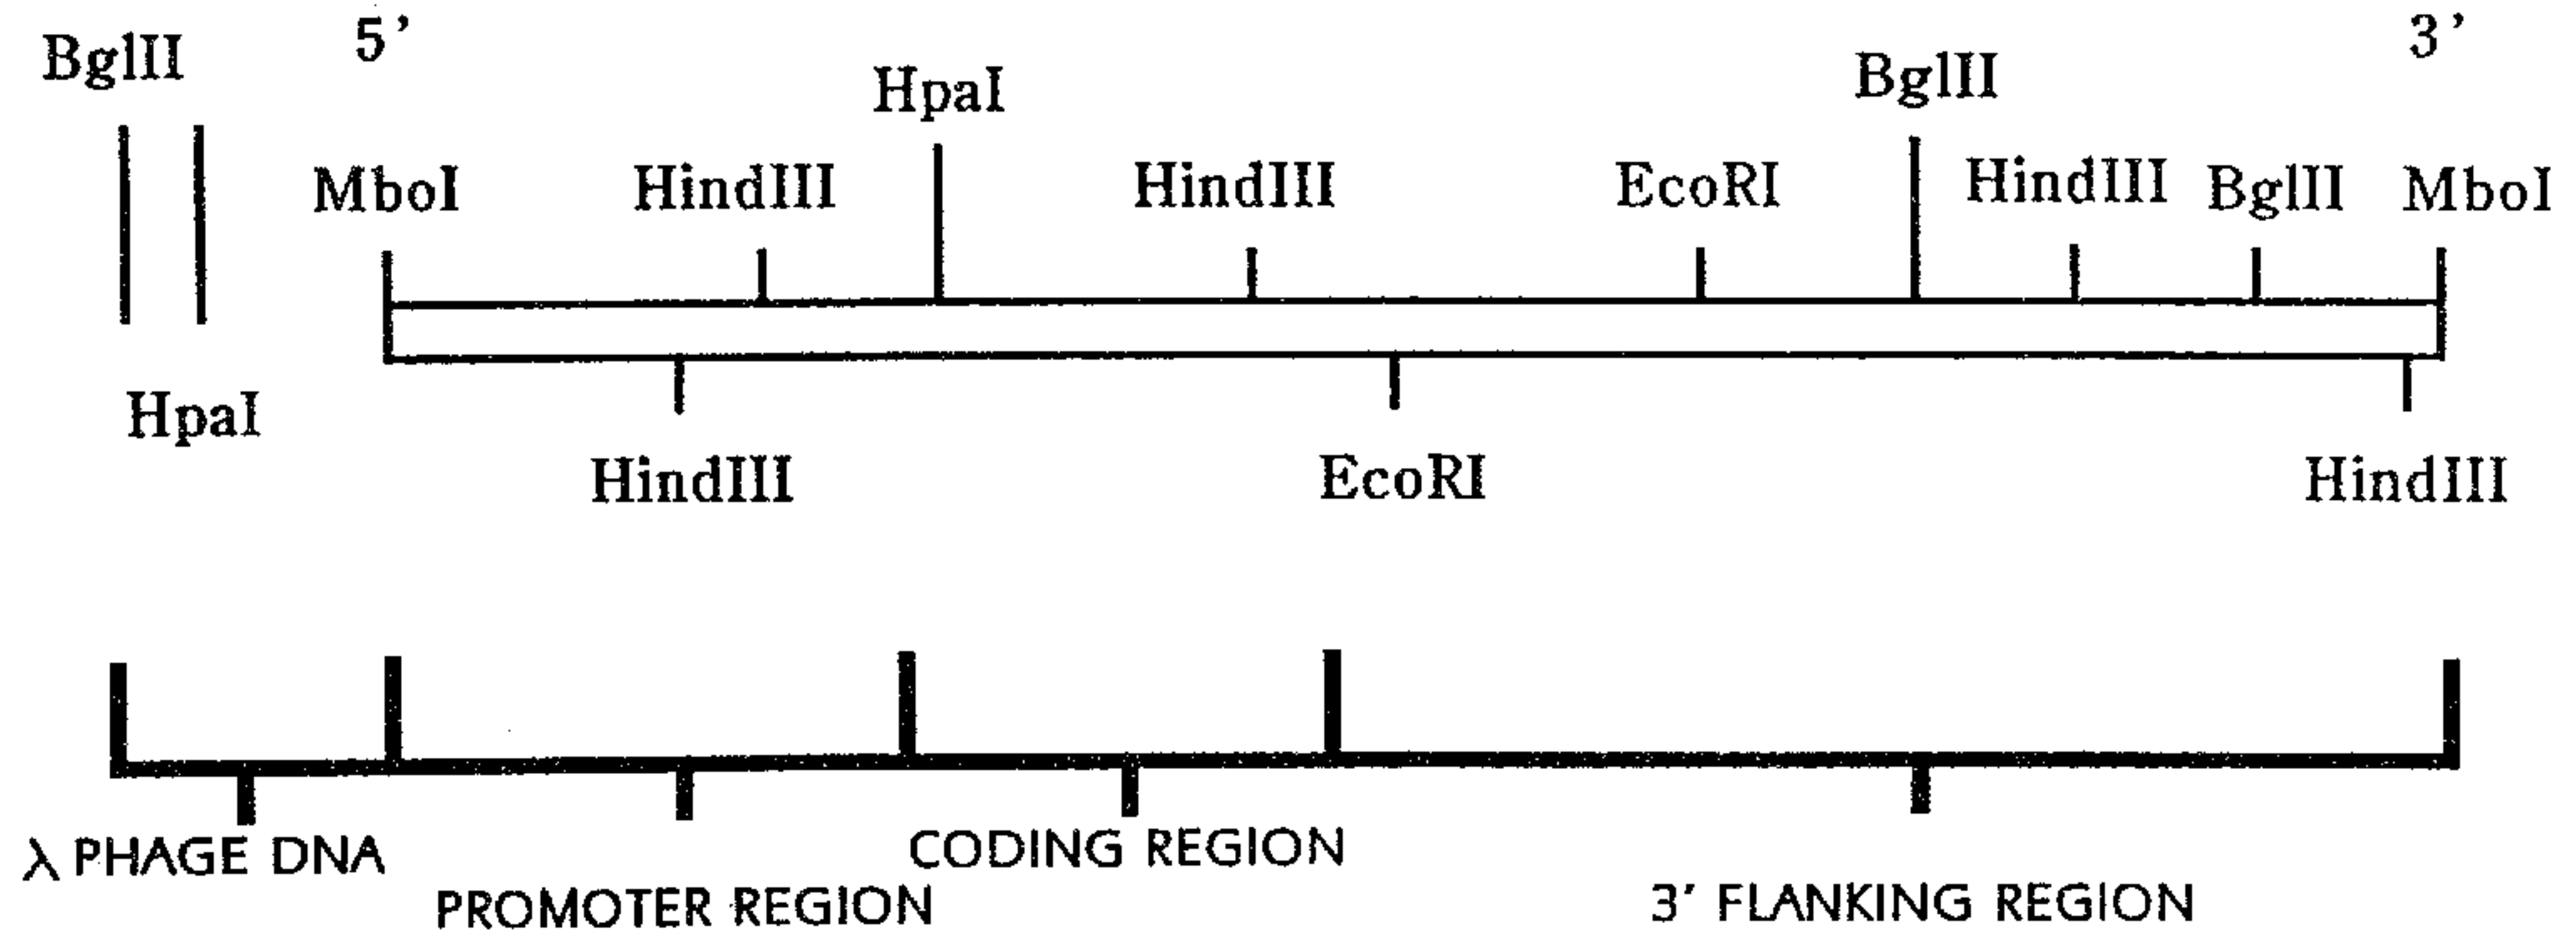 5' 3'
BglII HpaI BglII
MboI HindIII HindIII EcoRI HindIII BglII MboI
HpaI
HindIII EcoRI HindIII
λ PHAGE DNA CODING REGION
PROMOTER REGION 3' FLANKING REGION